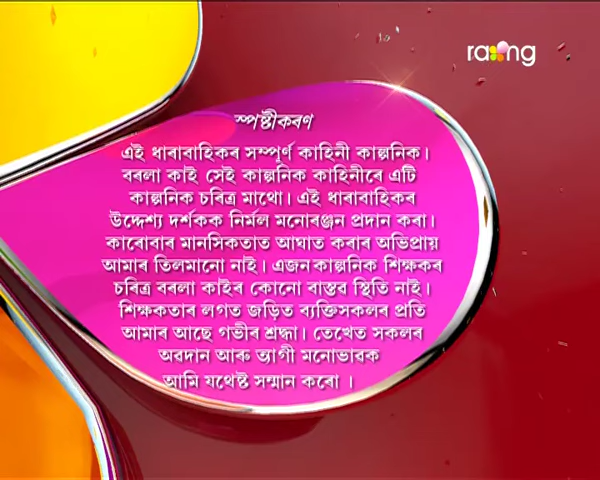 rang
স্পষ্টীকৰণ
এই ধাৰাবাহিকৰ সম্পূৰ্ণ কাহিনী কাল্পনিক।
বৰলা কাই সেই কাল্পনিক কাহিনীৰে এটি
কাল্পনিক চৰিত্ৰ মাথো। এই ধাৰাবাহিকৰ
উদ্দেশ্য দৰ্শকক নিৰ্মল মনোৰঞ্জন প্ৰদান কৰা।
কাৰোবাৰ মানসিকতাত আঘাত কৰাৰ অভিপ্ৰায়
আমাৰ তিলমানো নাই। এজন কাল্পনিক শিক্ষকৰ
চৰিত্ৰ বৰলা কাইৰ কোনো বাস্তৱ স্থিতি নাই।
শিক্ষকতাৰ লগত জড়িত ব্যক্তিসকলৰ প্ৰতি
আমাৰ আছে গভীৰ শ্ৰদ্ধা। তেখেত সকলৰ
অৱদান আৰু ত্যাগী মনোভাৱক
আমি যথেষ্ট সন্মান কৰো ।